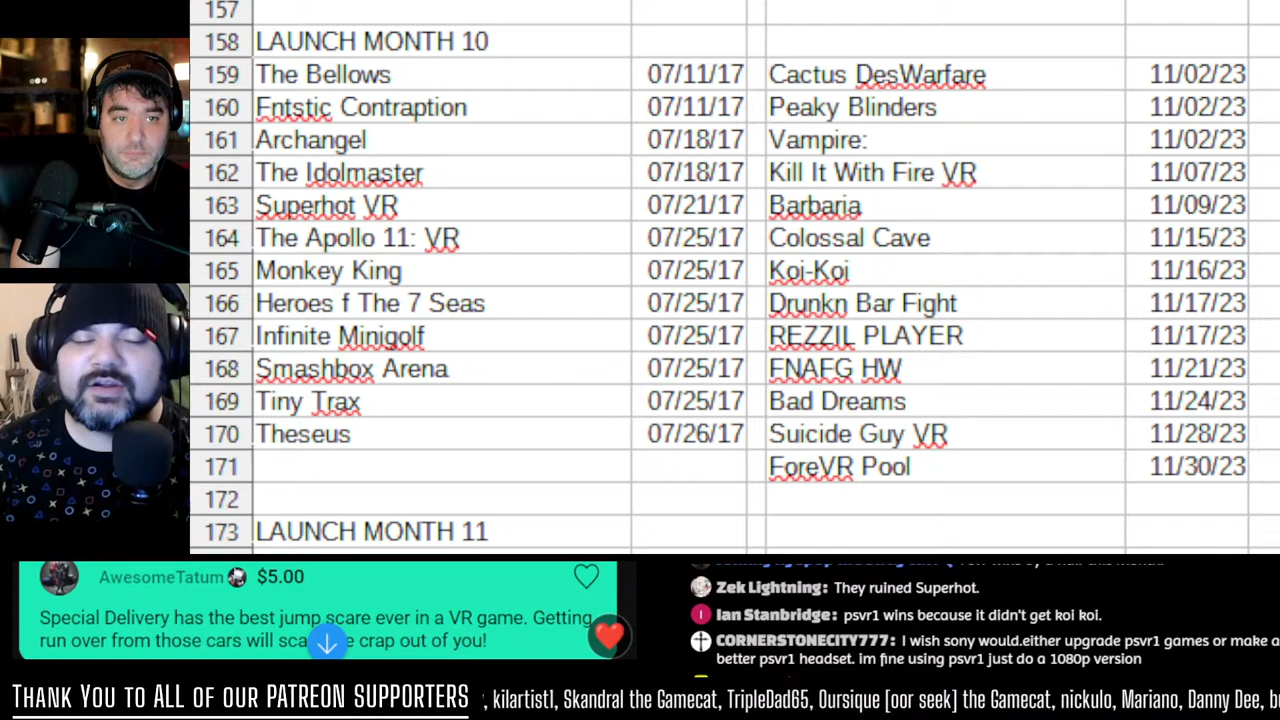 157
158 LAUNCH MONTH 10
159 The Bellows 07/11/17 Cactus DesWarfare 11/02/23
160 Fntstic Contraption 07/11/17 Peaky Blinders 11/02/23
161 Archangel 07/18/17 Vampire: 11/02/23
162 The Idolmaster 07/18/17 Kill It With Fire VR 11/07/23
163 Superhot VR 07/21/17 Barbaria 11/09/23
164 The Apollo 11: VR 07/25/17 Colossal Cave 11/15/23
165 Monkey King 07/25/17 Koi-Koi 11/16/23
166 Heroes f The 7 Seas 07/25/17 Drunkn Bar Fight 11/17/23
167 Infinite Minigolf 07/25/17 REZZIL PLAYER 11/17/23
168 Smashbox Arena 07/25/17 FNAFG HW 11/21/23
169 Tiny Trax 07/25/17 Bad Dreams 11/24/23
170 Theseus 07/26/17 Suicide Guy VR 11/28/23
171 ForeVR Pool 11/30/23
172
173 LAUNCH MONTH 11
AwesomeTatum $5.00
Special Delivery has the best jump scare ever in a VR game. Getting
run over from those cars will crap out of you!
Zek Lightning: They ruined Superhot.
Ian Stanbridge: psvr1 wins because it didn't get koi koi.
CORNERSTONECITY777: I wish sony would.either upgrade psvr1 games or make a
better psvr1 headset. im fine using psvr1 just do a 1080p version
THANK YOU TO ALL OF OUR PATREON SUPPORTERS , kilartist1, Skandral the Gamecat, TripleDad65, Oursique [oor seek] the Gamecat, nickulo, Mariano, Danny Dee, b